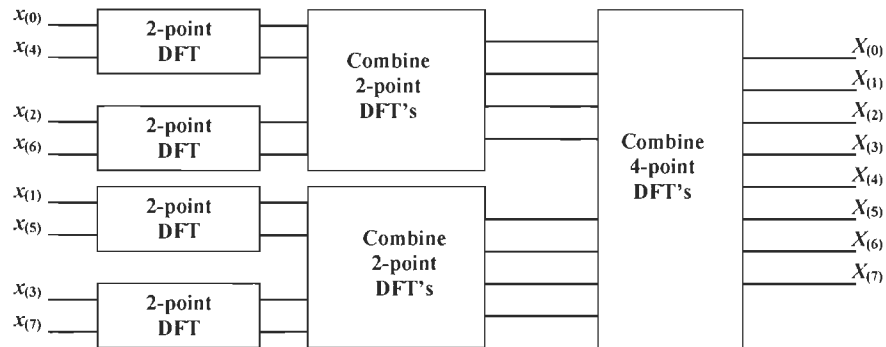 x(0)
x(4)
2-point
DFT
x(2)
x(6)
2-point
DFT
x(1)
x(5)
2-point
DFT
x(3)
x(7)
2-point
DFT
Combine
2-point
DFT's
Combine
2-point
DFT's
Combine
4-point
DFT's
X(0)
X(1)
X(2)
X(3)
X(4)
X(5)
X(6)
X(7)